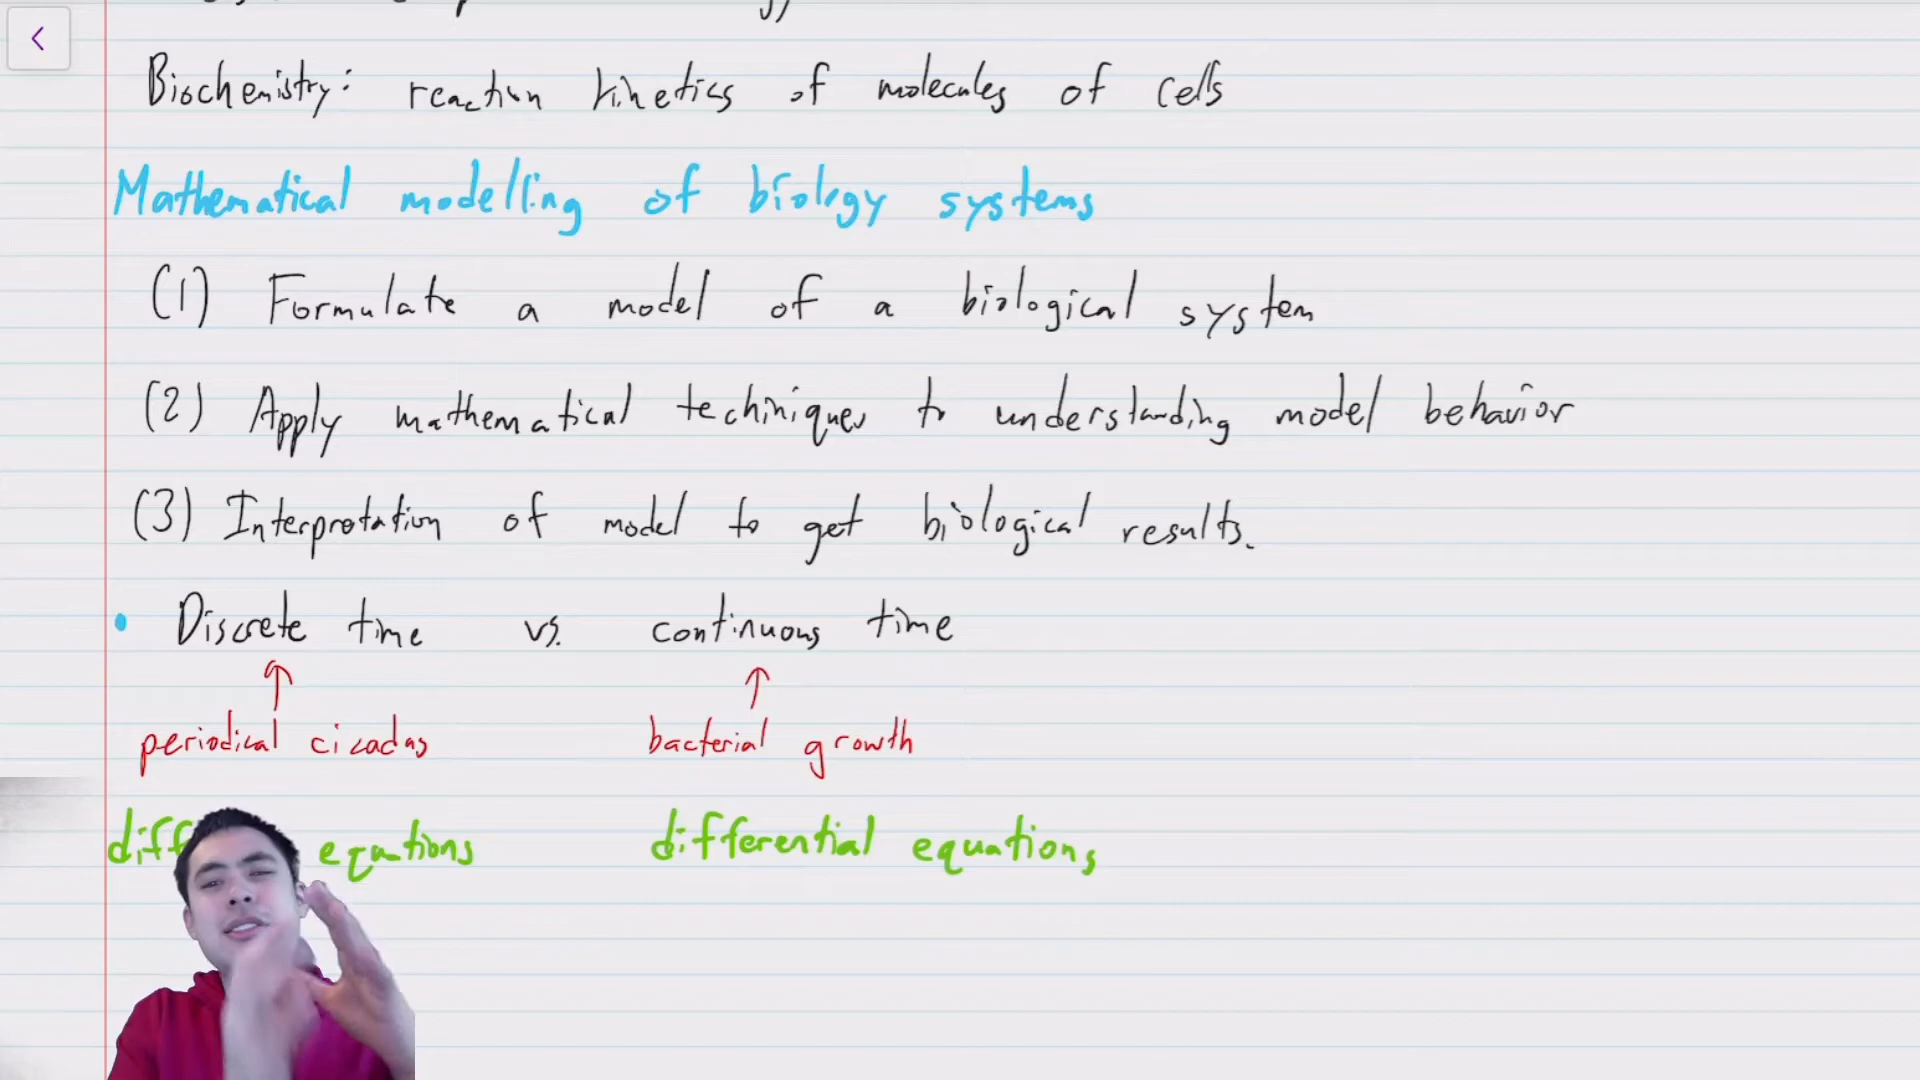 Biochemistry: reaction kinetics of molecules of cells
Mathematical modelling of biology systems
(1) Formulate a model of a biological system
(2) Apply mathematical techiniques to understanding model behavior
(3) Interprotation of model to get biological results.
• Discrete time vs. continuous time
periodical cicadas bacterial growth
equations differential equations